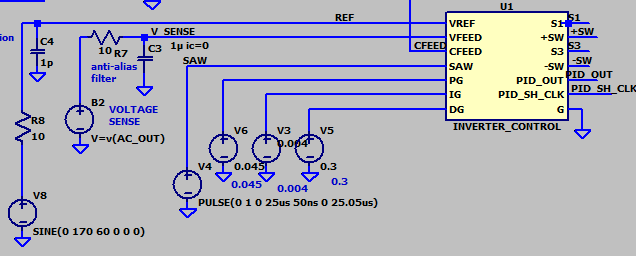 U1
REF
VREF
S1
S1
V_SENSE
VFEED
+SW
+SW
ion
C4
1p
10
R7
C3
1µ ic=0
CFEED
CFEED
S3
S3
anti-alias
filter
SAW
SAW
-SW
-SW
PG
PID_OUT
PID_OUT
IG
PID_SH_CLK
PID_SH_CLK
DG
G
INVERTER_CONTROL
B2
VOLTAGE
SENSE
V=v(AC_OUT)
R8
10
V6
0.045
0.045
V3
0.004
0.004
V5
0.3
0.3
V4
PULSE(0 1 0 25us 50ns 0 25.05us)
V8
SINE(0 170 60 0 0 0)